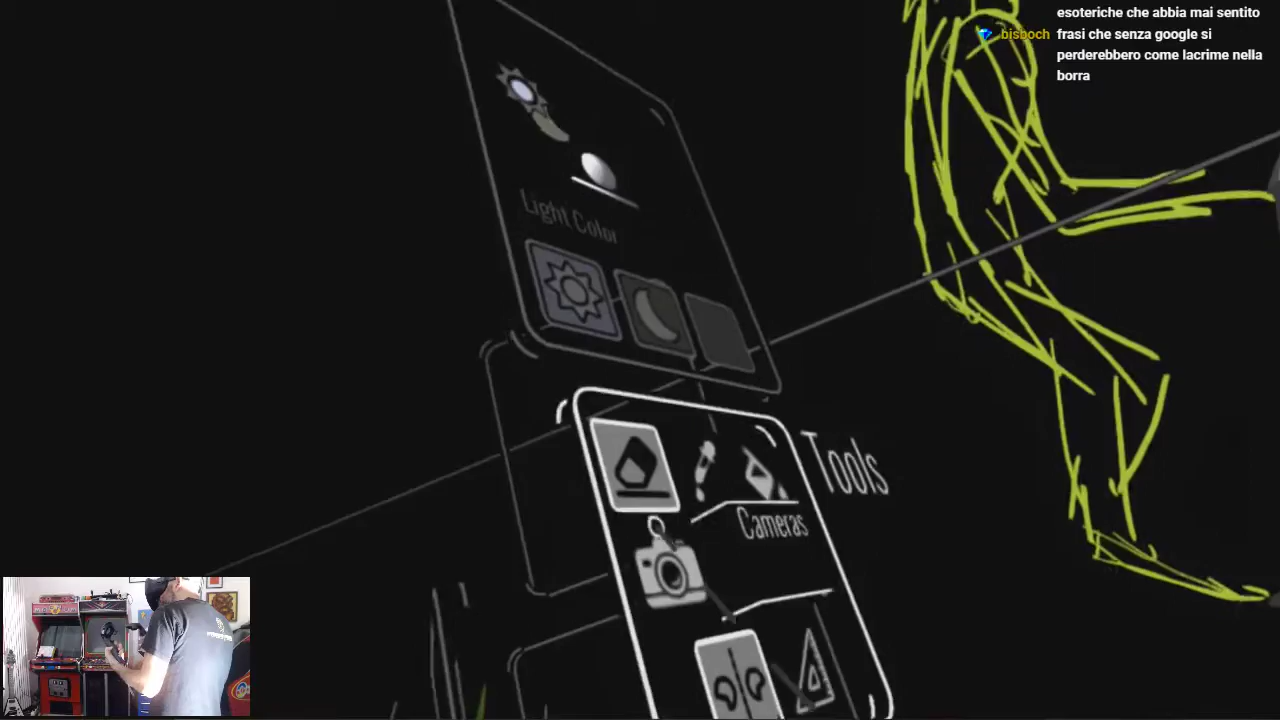 esoteriche che abbia mai sentito
bisboch frasi che senza google si
perderebbero come lacrime nella
borra
Light Color
Tools
Cameras